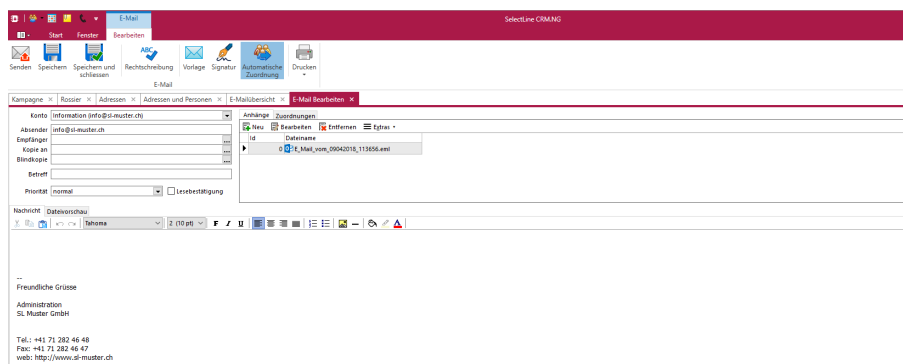 E-Mail
SelectLine CRM.NG
Start Fenster Bearbeiten
Senden Speichern Speichern und schliessen ABC Rechtschreibung Vorlage Signatur Automatische Zuordnung Drucken
E-Mail
Kampagne × Rossier × Adressen × Adressen und Personen × E-Mailübersicht × E-Mail Bearbeiten ×
Konto Information (info@sl-muster.ch)
Absender info@sl-muster.ch
Empfänger ...
Kopie an ...
Blindkopie ...
Betreff
Priorität normal Lesebestätigung
Anhänge Zuordnungen
Neu Bearbeiten Entfernen Extras
Id Dateiname
0 E_Mail_vom_09042018_113656.eml
Nachricht Dateivorschau
Tahoma 2 (10 pt) F I U A
--
Freundliche Grüsse
Administration
SL Muster GmbH
Tel.: +41 71 282 46 48
Fax: +41 71 282 46 47
web: http://www.sl-muster.ch